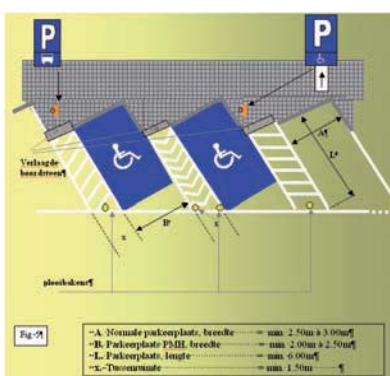 P
P
A¶
L¶
Verlaagde
boordsteen¶
x
B¶
x
plooibakens¶
Fig.-9¶
--A.-Normale-parkeerplaats,-breedte = min.-2.50m à 3.00m¶
--B.-Parkeerplaats PMH,-breedte = min.-2.00m à 2.50m¶
--L.-Parkeerplaats,-lengte = min.-6.00m¶
--x.-Tussenruimte = min.-1.50m ¶